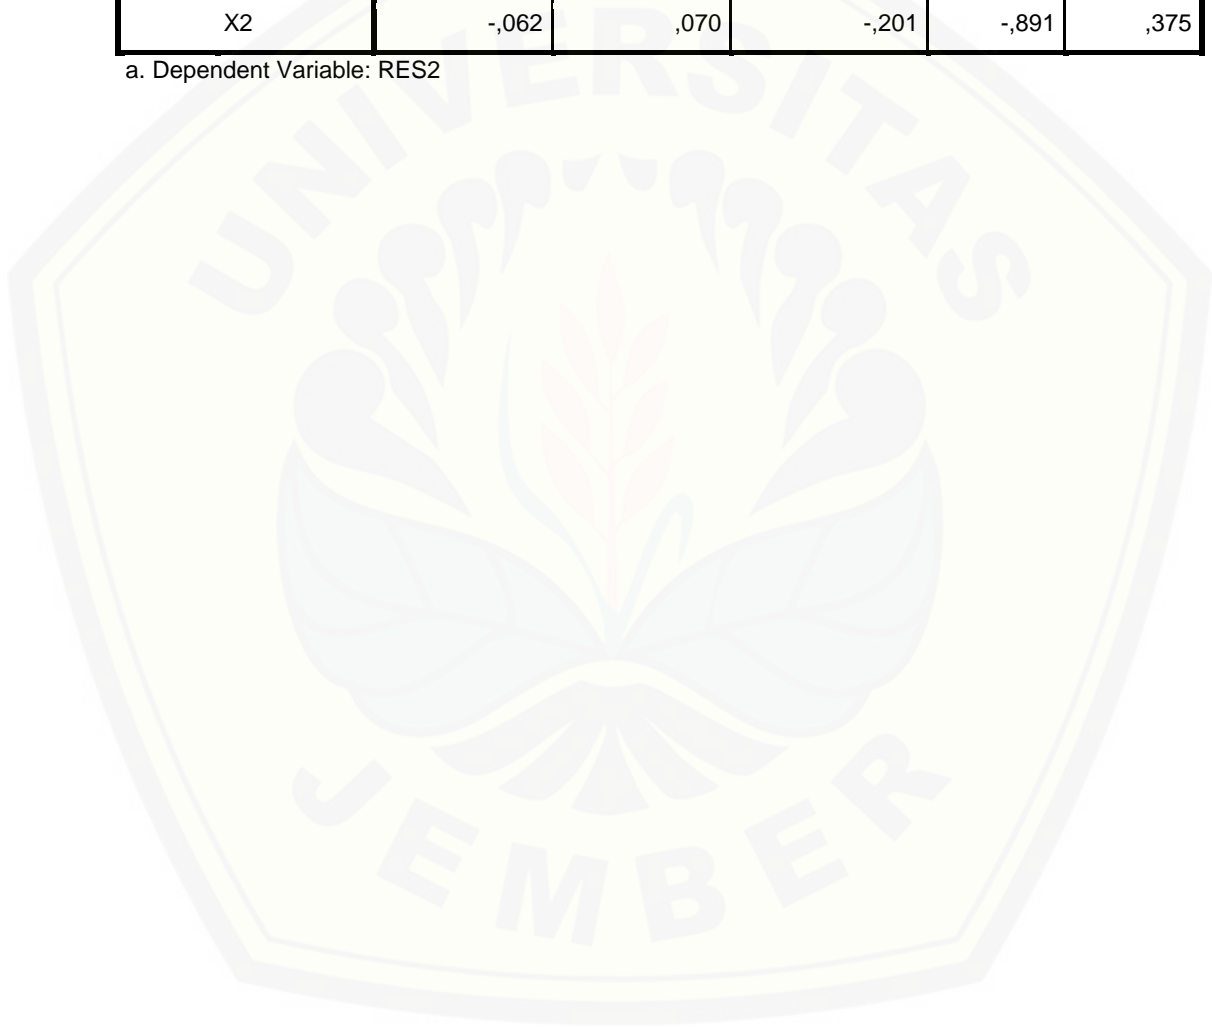 X2 -,062 ,070 -,201 -,891 ,375
a. Dependent Variable: RES2
UNIVERSITAS
JEMBER